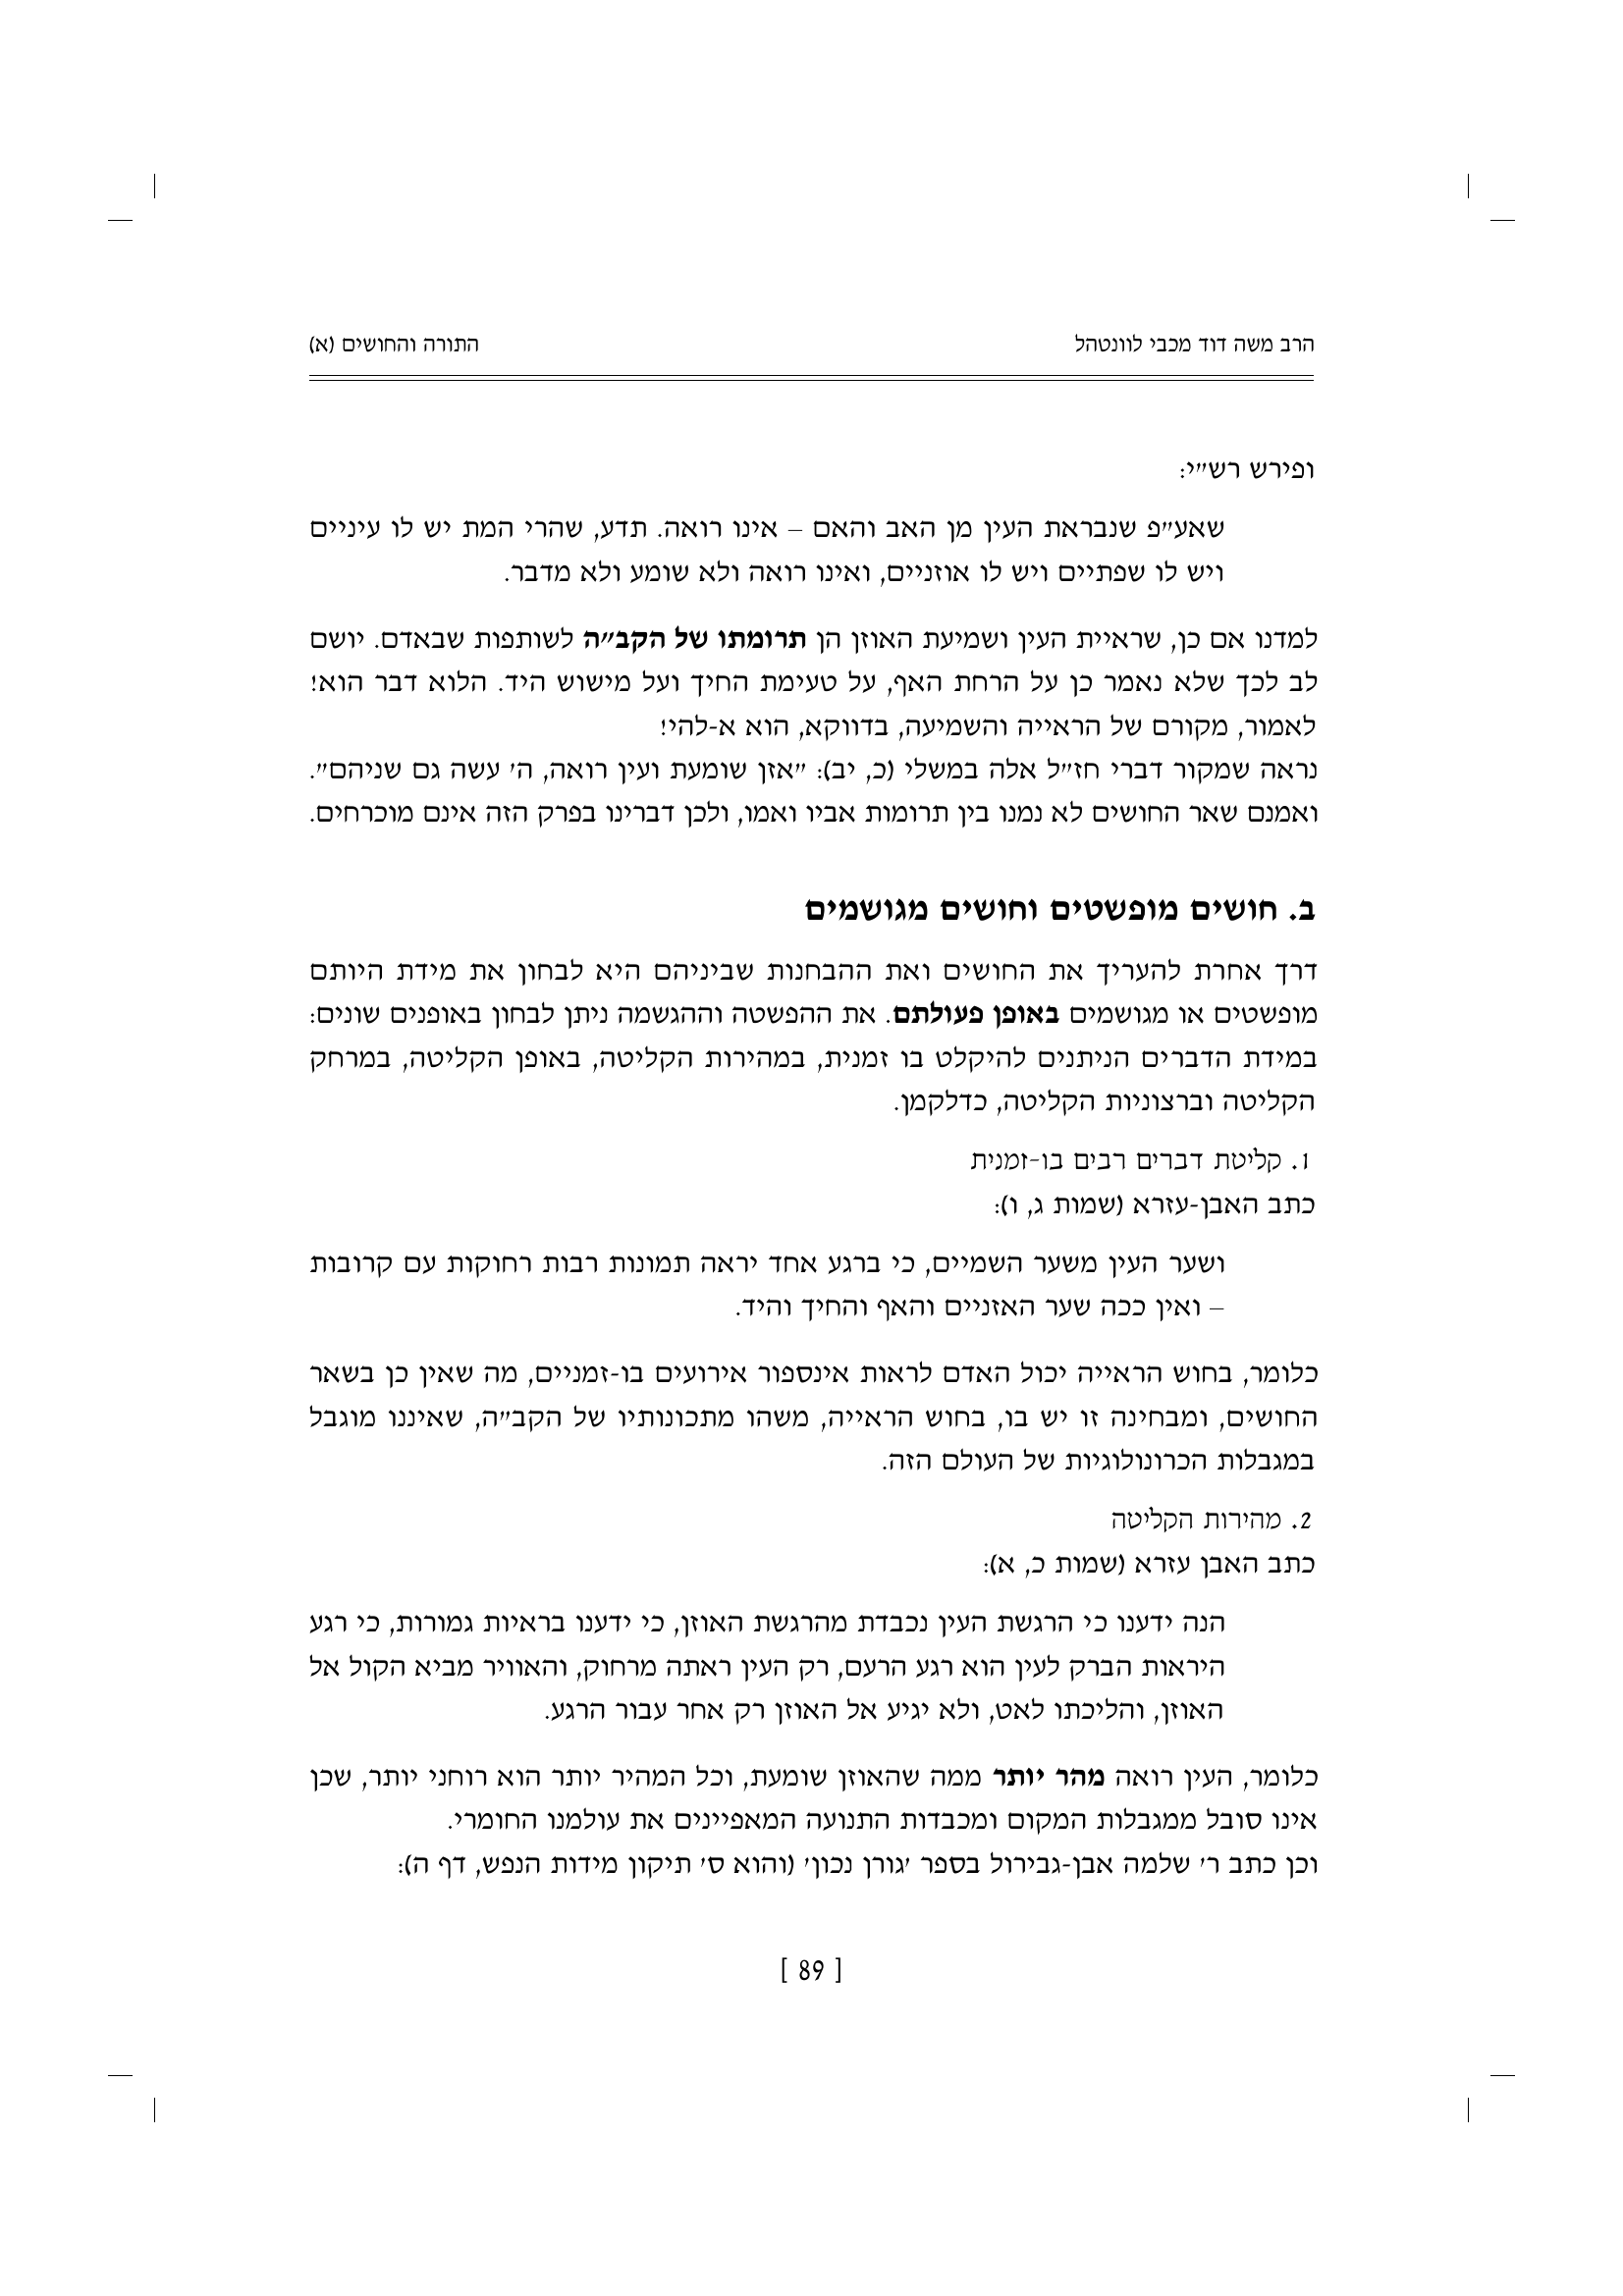 הרב משה דוד מכבי לוונטהל
התורה והחושים (א)
ופירש רש״י:
שאע״פ שנבראת העין מן האב והאם – אינו רואה. תדע, שהרי המת יש לו עיניים
ויש לו שפתיים ויש לו אוזניים, ואינו רואה ולא שומע ולא מדבר.
למדנו אם כן, שראיית העין ושמיעת האוזן הן תרומתו של הקב״ה לשותפות שבאדם. יושם
לב לכך שלא נאמר כן על הרחת האף, על טעימת החיך ועל מישוש היד. הלוא דבר הוא!
לאמור, מקורם של הראייה והשמיעה, בדווקא, הוא א-להי!
נראה שמקור דברי חז״ל אלה במשלי (כ, יב): ״אזן שומעת ועין רואה, ה׳ עשה גם שניהם״.
ואמנם שאר החושים לא נמנו בין תרומות אביו ואמו, ולכן דברינו בפרק הזה אינם מוכרחים.
ב. חושים מופשטים וחושים מגושמים
דרך אחרת להעריך את החושים ואת ההבחנות שביניהם היא לבחון את מידת היותם
מופשטים או מגושמים באופן פעולתם. את ההפשטה וההגשמה ניתן לבחון באופנים שונים:
במידת הדברים הניתנים להיקלט בו זמנית, במהירות הקליטה, באופן הקליטה, במרחק
הקליטה וברצוניות הקליטה, כדלקמן.
1. קליטת דברים רבים בו-זמנית
כתב האבן-עזרא (שמות ג, ו):
ושער העין משער השמיים, כי ברגע אחד יראה תמונות רבות רחוקות עם קרובות
– ואין ככה שער האזניים והאף והחיך והיד.
כלומר, בחוש הראייה יכול האדם לראות אינספור אירועים בו-זמניים, מה שאין כן בשאר
החושים, ומבחינה זו יש בו, בחוש הראייה, משהו מתכונותיו של הקב״ה, שאיננו מוגבל
במגבלות הכרונולוגיות של העולם הזה.
2. מהירות הקליטה
כתב האבן עזרא (שמות כ, א):
הנה ידענו כי הרגשת העין נכבדת מהרגשת האוזן, כי ידענו בראיות גמורות, כי רגע
היראות הברק לעין הוא רגע הרעם, רק העין ראתה מרחוק, והאוויר מביא הקול אל
האוזן, והליכתו לאט, ולא יגיע אל האוזן רק אחר עבור הרגע.
כלומר, העין רואה מהר יותר ממה שהאוזן שומעת, וכל המהיר יותר הוא רוחני יותר, שכן
אינו סובל ממגבלות המקום ומכבדות התנועה המאפיינים את עולמנו החומרי.
וכן כתב ר׳ שלמה אבן-גבירול בספר ׳גורן נכון׳ (והוא ס׳ תיקון מידות הנפש, דף ה):
[ 89 ]